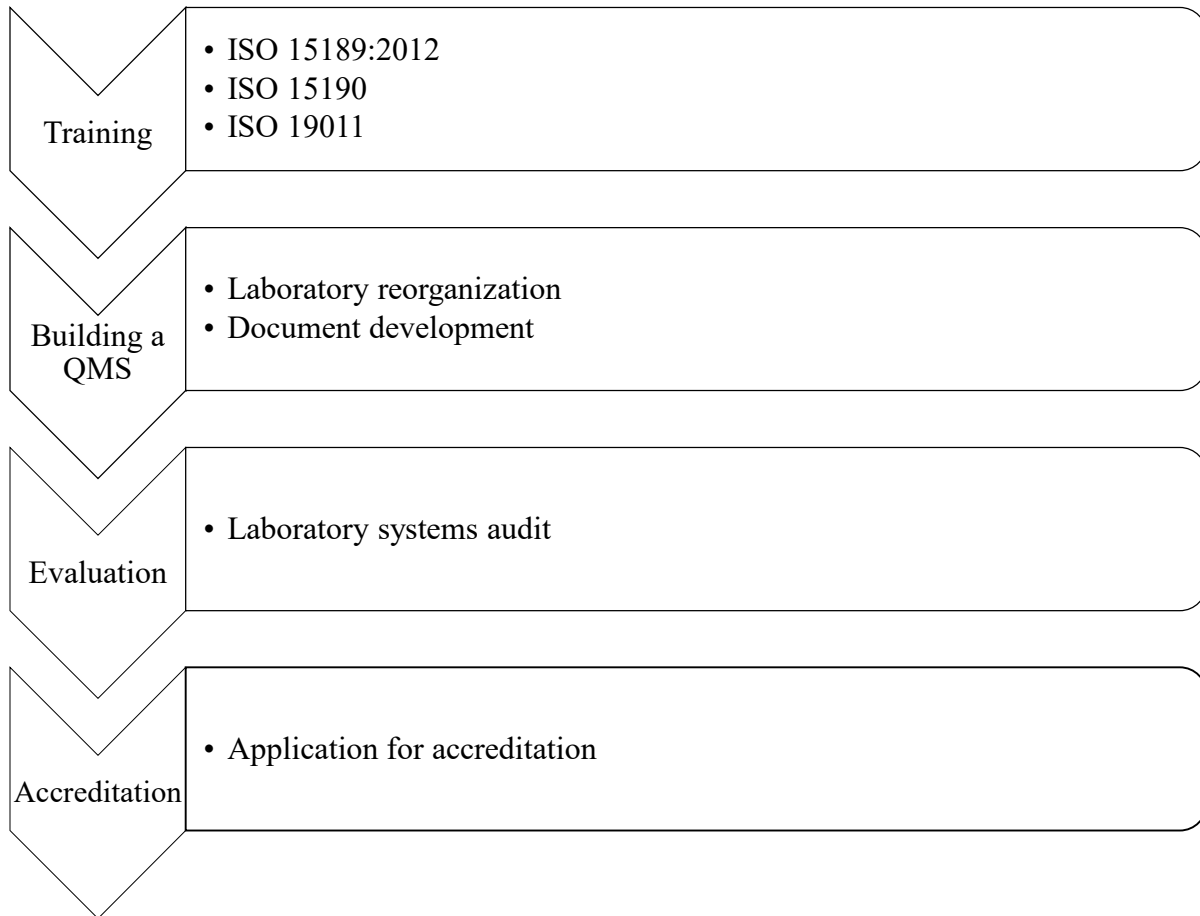 Training
• ISO 15189:2012
• ISO 15190
• ISO 19011
Building a
QMS
• Laboratory reorganization
• Document development
Evaluation
• Laboratory systems audit
Accreditation
• Application for accreditation